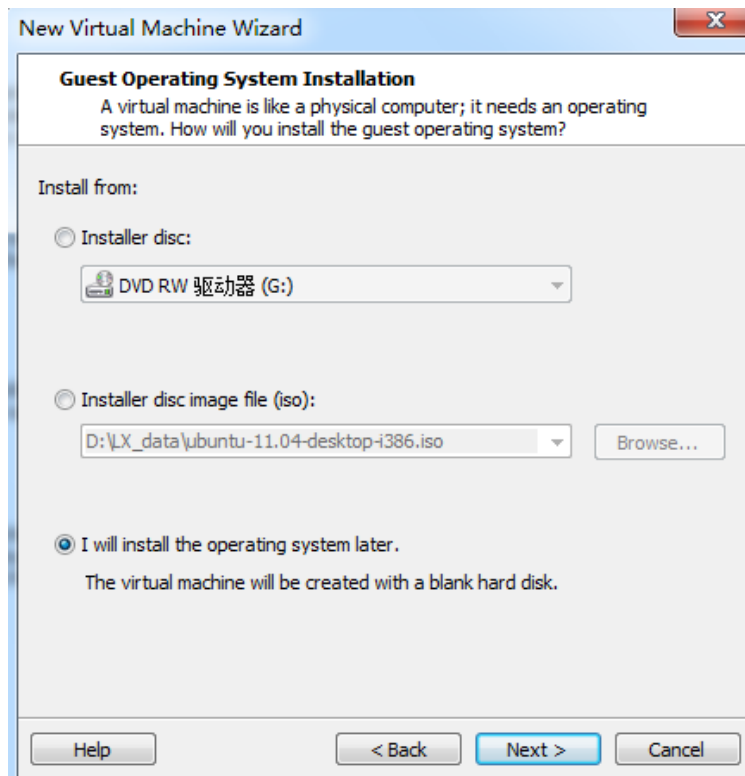 New Virtual Machine Wizard
Guest Operating System Installation
A virtual machine is like a physical computer; it needs an operating
system. How will you install the guest operating system?
Install from:
Installer disc:
DVD RW 驱动器 (G:)
Installer disc image file (iso):
D:\LX_data\ubuntu-11.04-desktop-i386.iso
Browse...
I will install the operating system later.
The virtual machine will be created with a blank hard disk.
Help
< Back
Next >
Cancel